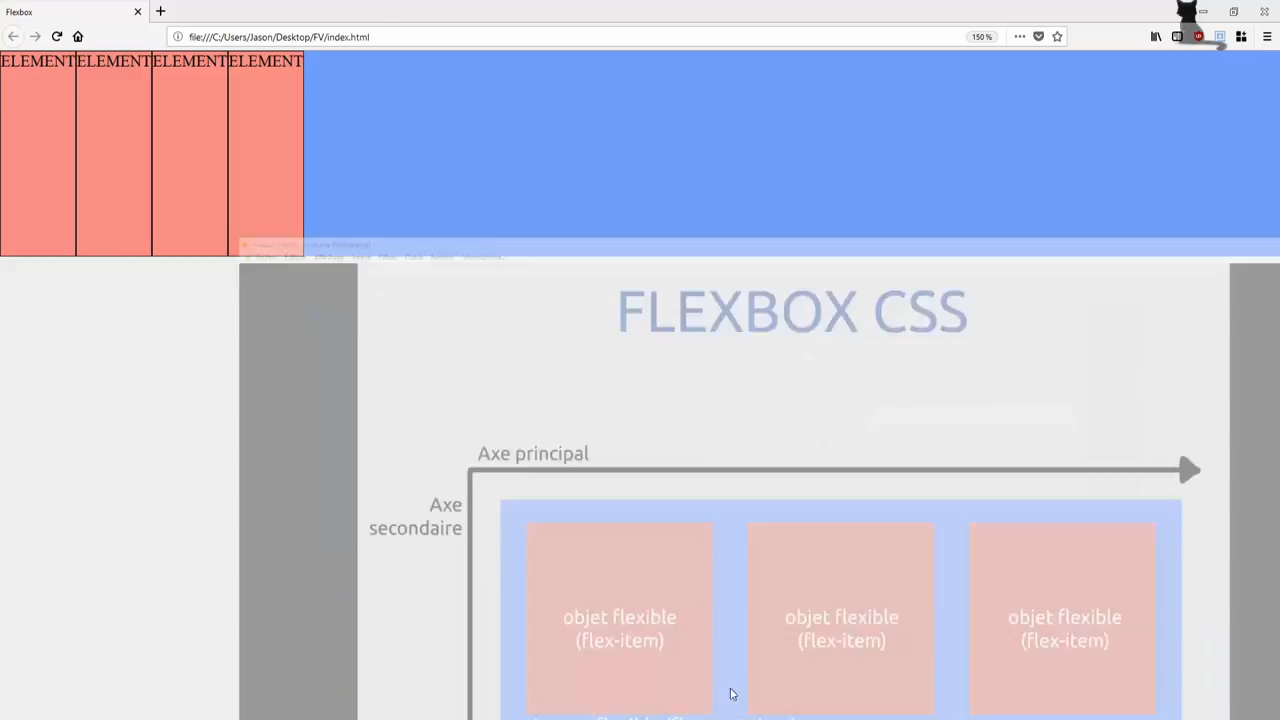 Flexbox
file:///C:/Users/Jason/Desktop/FV/index.html
150 %
ELEMENT ELEMENT ELEMENT ELEMENT
FLEXBOX CSS
Axe principal
Axe
secondaire
objet flexible
(flex-item)
objet flexible
(flex-item)
objet flexible
(flex-item)